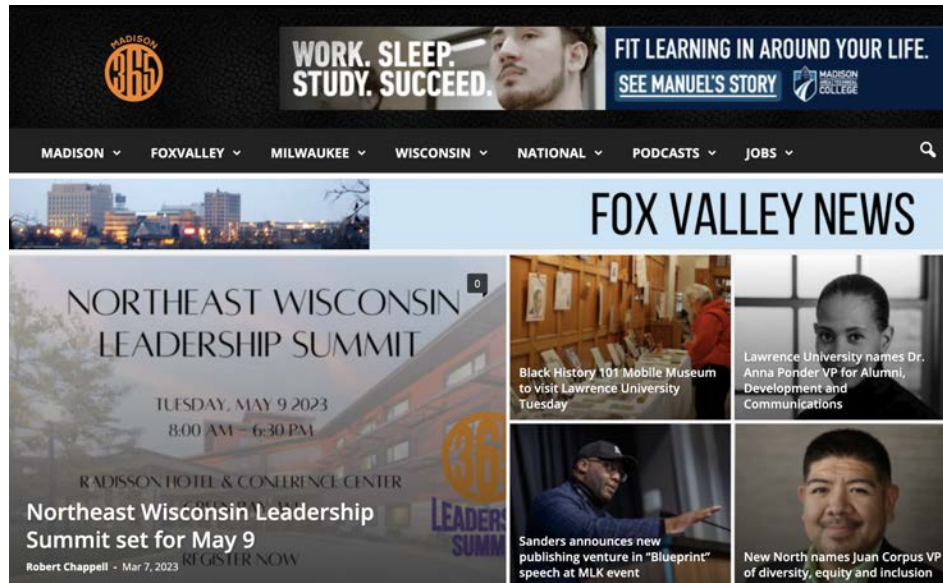 MADISON
365
WORK. SLEEP.
STUDY. SUCCEED.
FIT LEARNING IN AROUND YOUR LIFE.
SEE MANUEL'S STORY
MADISON
COLLEGE
MADISON
FOXVALLEY
MILWAUKEE
WISCONSIN
NATIONAL
PODCASTS
JOBS
FOX VALLEY NEWS
0
NORTHEAST WISCONSIN
LEADERSHIP SUMMIT
TUESDAY, MAY 9 2023
8:00 AM – 6:30 PM
RADISSON HOTEL & CONFERENCE CENTER
REGISTER NOW
365
LEADERS
SUMM
Northeast Wisconsin Leadership
Summit set for May 9
Robert Chappell - Mar 7, 2023
Black History 101 Mobile Museum
to visit Lawrence University
Tuesday
Lawrence University names Dr.
Anna Ponder VP for Alumni,
Development and
Communications
Sanders announces new
publishing venture in “Blueprint”
speech at MLK event
New North names Juan Corpus VP
of diversity, equity and inclusion